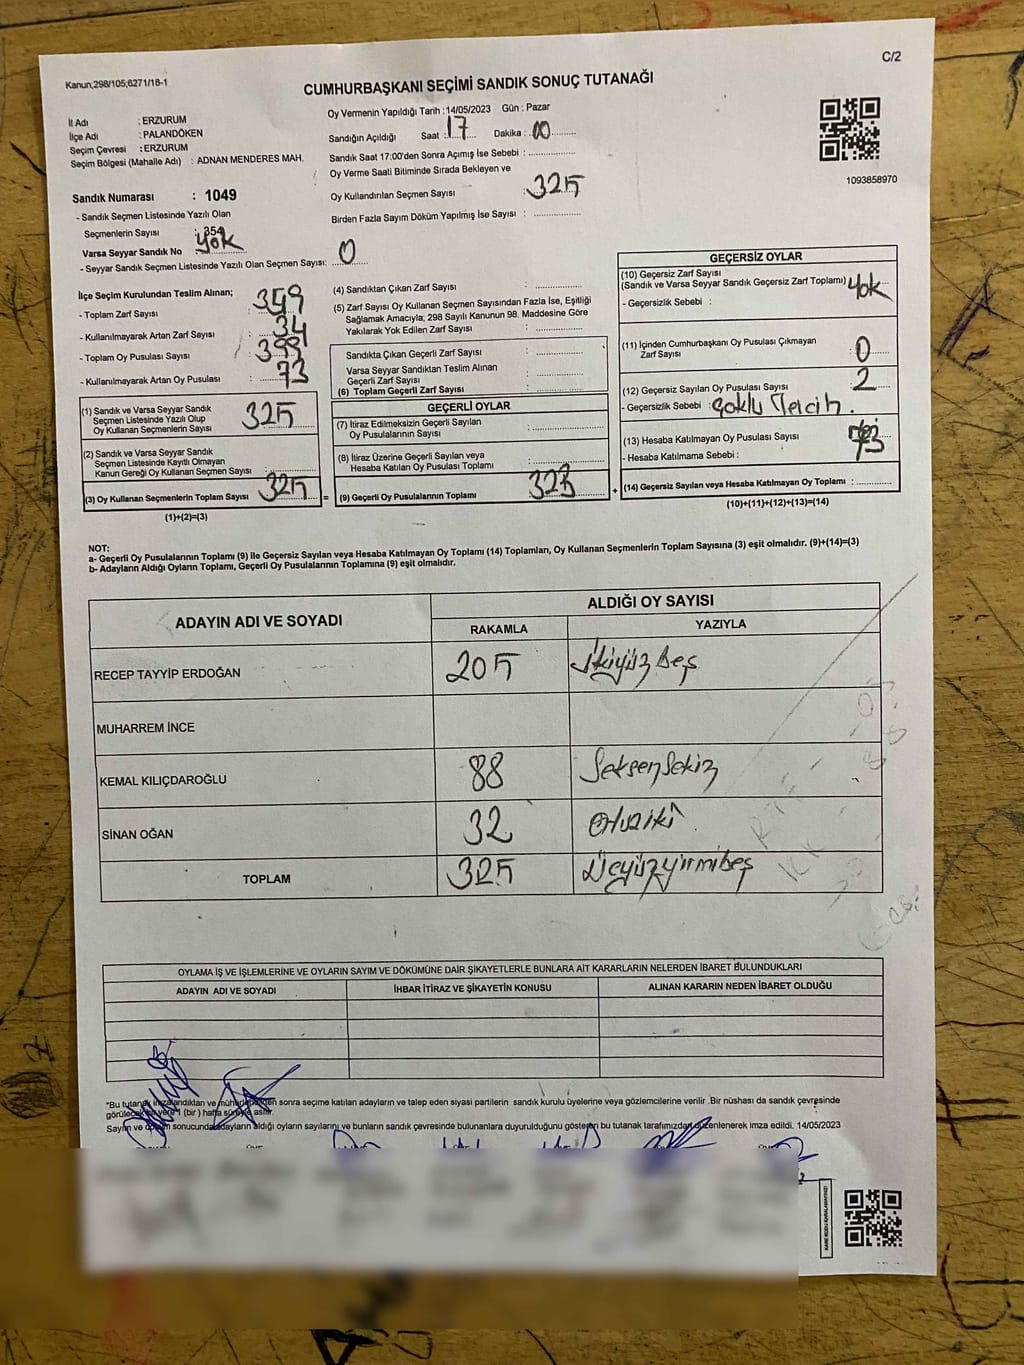 C/2
Kanun,298/105;6271/18-1
CUMHURBAŞKANI SEÇİMİ SANDIK SONUÇ TUTANAĞI
İl Adı : ERZURUM
İlçe Adı : PALANDÖKEN
Seçim Çevresi : ERZURUM
Seçim Bölgesi (Mahalle Adı) : ADNAN MENDERES MAH.
Oy Vermenin Yapıldığı Tarih : 14/05/2023 Gün : Pazar
Sandığın Açıldığı Saat : 17 Dakika : 00
Sandık Saat 17:00'den Sonra Açımış İse Sebebi :
Oy Verme Saati Bitiminde Sırada Bekleyen ve
Oy Kullandırılan Seçmen Sayısı : 325
Birden Fazla Sayım Döküm Yapılmış İse Sayısı :
1093858970
Sandık Numarası : 1049
- Sandık Seçmen Listesinde Yazılı Olan
Seçmenlerin Sayısı : 354
Varsa Seyyar Sandık No yok
- Seyyar Sandık Seçmen Listesinde Yazılı Olan Seçmen Sayısı: 0
İlçe Seçim Kurulundan Teslim Alınan;
- Toplam Zarf Sayısı : 359
- Kullanılmayarak Artan Zarf Sayısı : 34
- Toplam Oy Pusulası Sayısı :
- Kullanılmayarak Artan Oy Pusulası : 73
(1) Sandık ve Varsa Seyyar Sandık
Seçmen Listesinde Yazılı Olup
Oy Kullanan Seçmenlerin Sayısı 325
(2) Sandık ve Varsa Seyyar Sandık
Seçmen Listesinde Kayıtlı Olmayan
Kanun Gereği Oy Kullanan Seçmen Sayısı :
(3) Oy Kullanan Seçmenlerin Toplam Sayısı 325
(1)+(2)=(3)
(4) Sandıktan Çıkan Zarf Sayısı :
(5) Zarf Sayısı Oy Kullanan Seçmen Sayısından Fazla İse, Eşitliği
Sağlamak Amacıyla; 298 Sayılı Kanunun 98. Maddesine Göre
Yakılarak Yok Edilen Zarf Sayısı :
Sandıkta Çıkan Geçerli Zarf Sayısı :
Varsa Seyyar Sandıktan Teslim Alınan
Geçerli Zarf Sayısı :
(6) Toplam Geçerli Zarf Sayısı :
GEÇERLİ OYLAR
(7) İtiraz Edilmeksizin Geçerli Sayılan
Oy Pusulalarının Sayısı :
(8) İtiraz Üzerine Geçerli Sayılan veya
Hesaba Katılan Oy Pusulası Toplamı :
= (9) Geçerli Oy Pusulalarının Toplamı : 323 +
GEÇERSİZ OYLAR
(10) Geçersiz Zarf Sayısı
(Sandık ve Varsa Seyyar Sandık Geçersiz Zarf Toplamı) yok
- Geçersizlik Sebebi :
(11) İçinden Cumhurbaşkanı Oy Pusulası Çıkmayan
Zarf Sayısı : 0
(12) Geçersiz Sayılan Oy Pusulası Sayısı : 2
- Geçersizlik Sebebi : Çoklu Tercih.
(13) Hesaba Katılmayan Oy Pusulası Sayısı :
- Hesaba Katılmama Sebebi :
(14) Geçersiz Sayılan veya Hesaba Katılmayan Oy Toplamı :
(10)+(11)+(12)+(13)=(14)
NOT:
a- Geçerli Oy Pusulalarının Toplamı (9) İle Geçersiz Sayılan veya Hesaba Katılmayan Oy Toplamı (14) Toplamları, Oy Kullanan Seçmenlerin Toplam Sayısına (3) eşit olmalıdır. (9)+(14)=(3)
b- Adayların Aldığı Oyların Toplamı, Geçerli Oy Pusulalarının Toplamına (9) eşit olmalıdır.
ADAYIN ADI VE SOYADI
ALDIĞI OY SAYISI
RAKAMLA YAZIYLA
RECEP TAYYİP ERDOĞAN 205 ikiyüz beş
MUHARREM İNCE
KEMAL KILIÇDAROĞLU 88 Seksensekiz
SİNAN OĞAN 32 Otuziki
TOPLAM 325 Üçyüzyirmibeş
OYLAMA İŞ VE İŞLEMLERİNE VE OYLARIN SAYIM VE DÖKÜMÜNE DAİR ŞİKAYETLERLE BUNLARA AİT KARARLARIN NELERDEN İBARET BULUNDUKLARI
ADAYIN ADI VE SOYADI İHBAR İTİRAZ VE ŞİKAYETİN KONUSU ALINAN KARARIN NEDEN İBARET OLDUĞU
*Bu tutanak imzalandıktan ve mühürlendikten sonra seçime katılan adayların ve talep eden siyasi partilerin sandık kurulu üyelerine veya gözlemcilerine verilir .Bir nüshası da sandık çevresinde
görülecek bir yere 1 (bir ) hafta süreyle asılır.
Sayım ve döküm sonucunda adayların aldığı oyların sayılarını ve bunların sandık çevresinde bulunanlara duyurulduğunu gösteren bu tutanak tarafımızdan düzenlenerek imza edildi. 14/05/2023